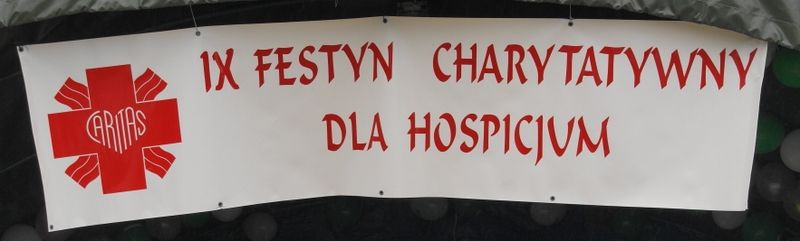 CARITAS
IX FESTYN CHARYTATYWNY
DLA HOSPICJUM